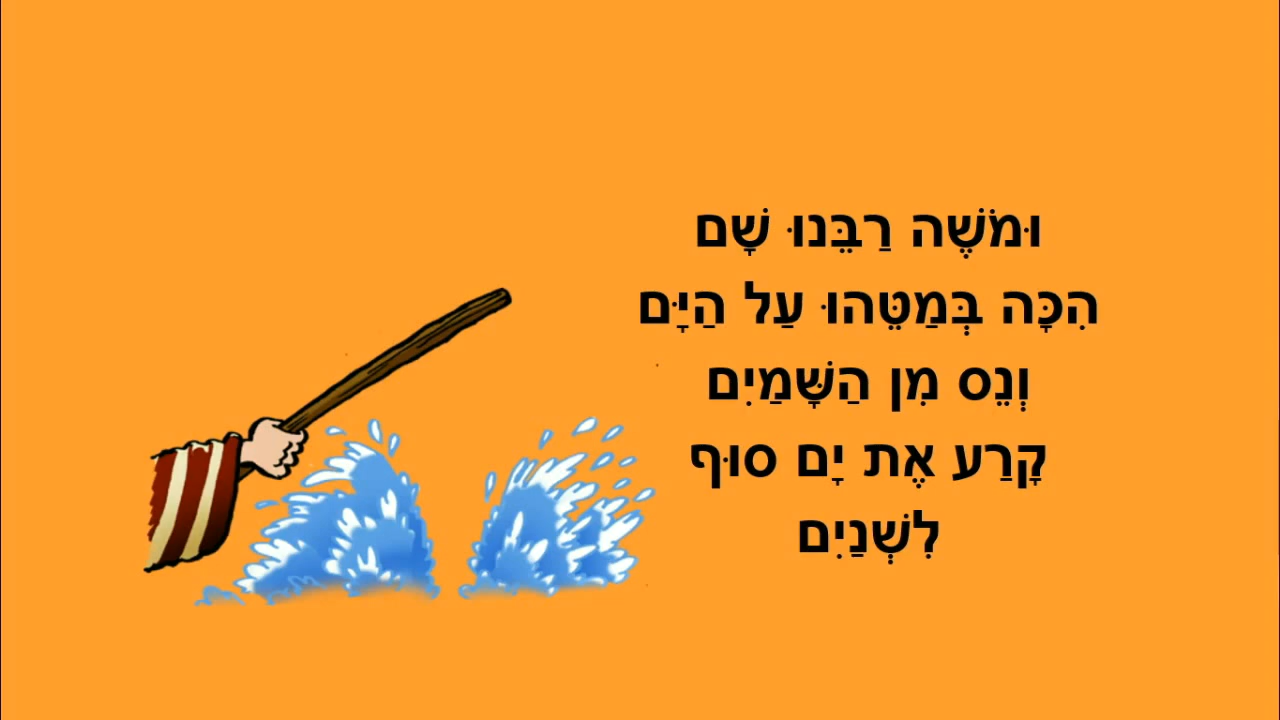 וּמֹשֶׁה רַבֵּנוּ שָׁם
הִכָּה בְּמַטֵּהוּ עַל הַיָּם
וְנֵס מִן הַשָּׁמַיִם
קָרַע אֶת יָם סוּף
לִשְׁנַיִם